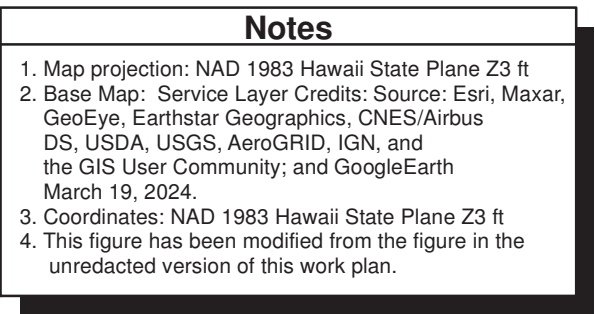 Notes
1. Map projection: NAD 1983 Hawaii State Plane Z3 ft
2. Base Map:  Service Layer Credits: Source: Esri, Maxar,
GeoEye, Earthstar Geographics, CNES/Airbus
DS, USDA, USGS, AeroGRID, IGN, and
the GIS User Community; and GoogleEarth
March 19, 2024.
3. Coordinates: NAD 1983 Hawaii State Plane Z3 ft
4. This figure has been modified from the figure in the
unredacted version of this work plan.